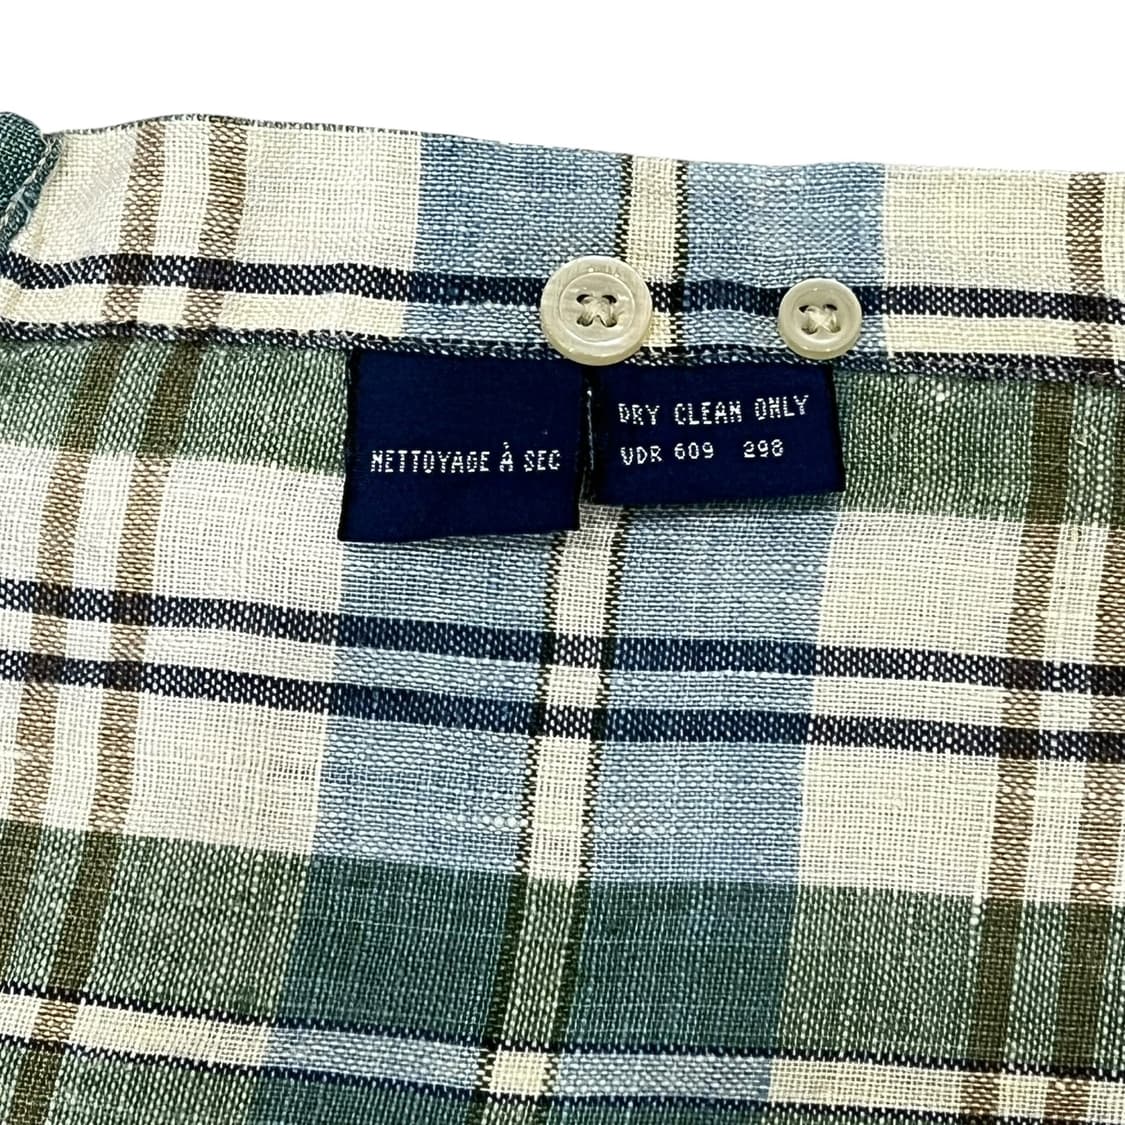 NETTOYAGE À SEC
DRY CLEAN ONLY
VDR 609 298